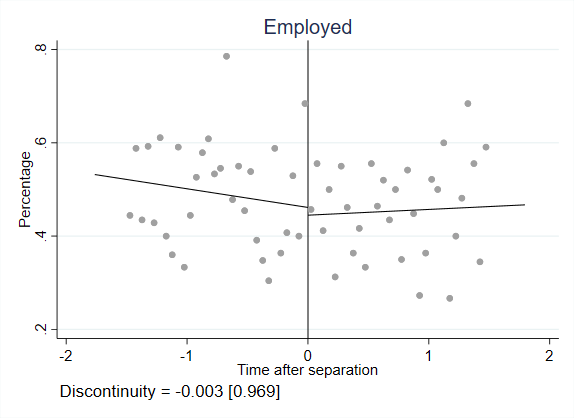 Employed
Percentage
.8
.6
.4
.2
-2
-1
0
1
2
Time after separation
Discontinuity = -0.003 [0.969]